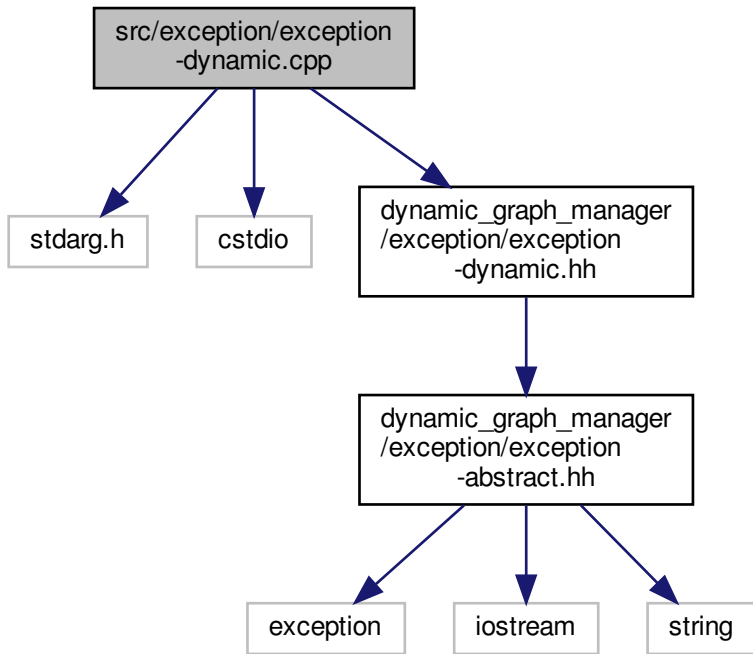 src/exception/exception
-dynamic.cpp
stdarg.h
cstdio
dynamic_graph_manager
/exception/exception
-dynamic.hh
dynamic_graph_manager
/exception/exception
-abstract.hh
exception
iostream
string